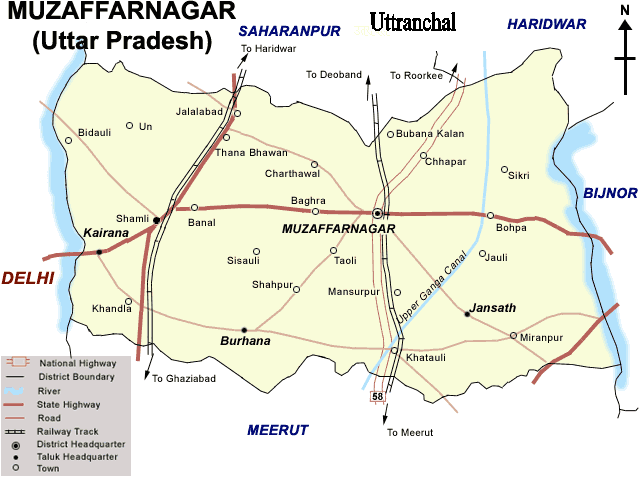 MUZAFFARNAGAR
(Uttar Pradesh)
SAHARANPUR
Uttranchal
HARIDWAR
N
To Haridwar
To Deoband
To Roorkee
Jalalabad
Un
Bidauli
Bubana Kalan
Thana Bhawan
Chhapar
Charthawal
Sikri
BIJNOR
Baghra
Shamli
Banal
MUZAFFARNAGAR
Bohpa
Kairana
Sisauli
Taoli
Jauli
DELHI
Upper Ganga Canal
Shahpur
Mansurpur
Khandla
Jansath
Burhana
Miranpur
Khatauli
To Ghaziabad
58
MEERUT
To Meerut
National Highway
District Boundary
River
State Highway
Road
Railway Track
District Headquarter
Taluk Headquarter
Town